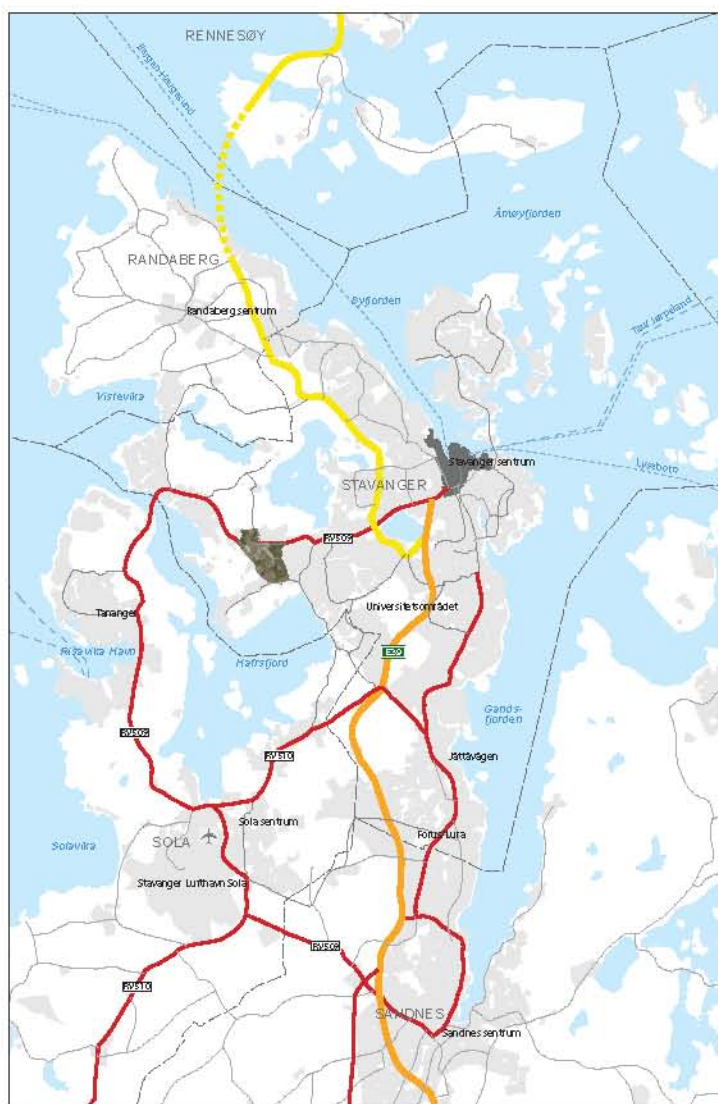 RENNESØY
Åmøyfjorden
RANDABERG
Byfjorden
Tau/ Jørpeland
Randaberg sentrum
Vistevika
Stavanger sentrum
Lysebotn
STAVANGER
RV509
Tananger
Universitetsområdet
E39
Risavika Havn
Hafrsfjord
Gands-
fjorden
RV509
RV510
Jåttåvågen
Sola sentrum
Forus/Lura
Solavika
SOLA
Stavanger Lufthavn Sola
RV509
RV510
SANDNES
Sandnes sentrum